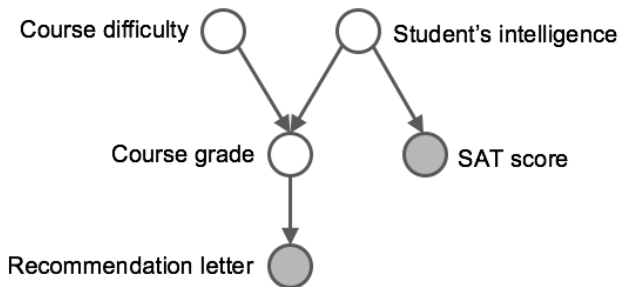 Course difficulty
Student's intelligence
Course grade
SAT score
Recommendation letter